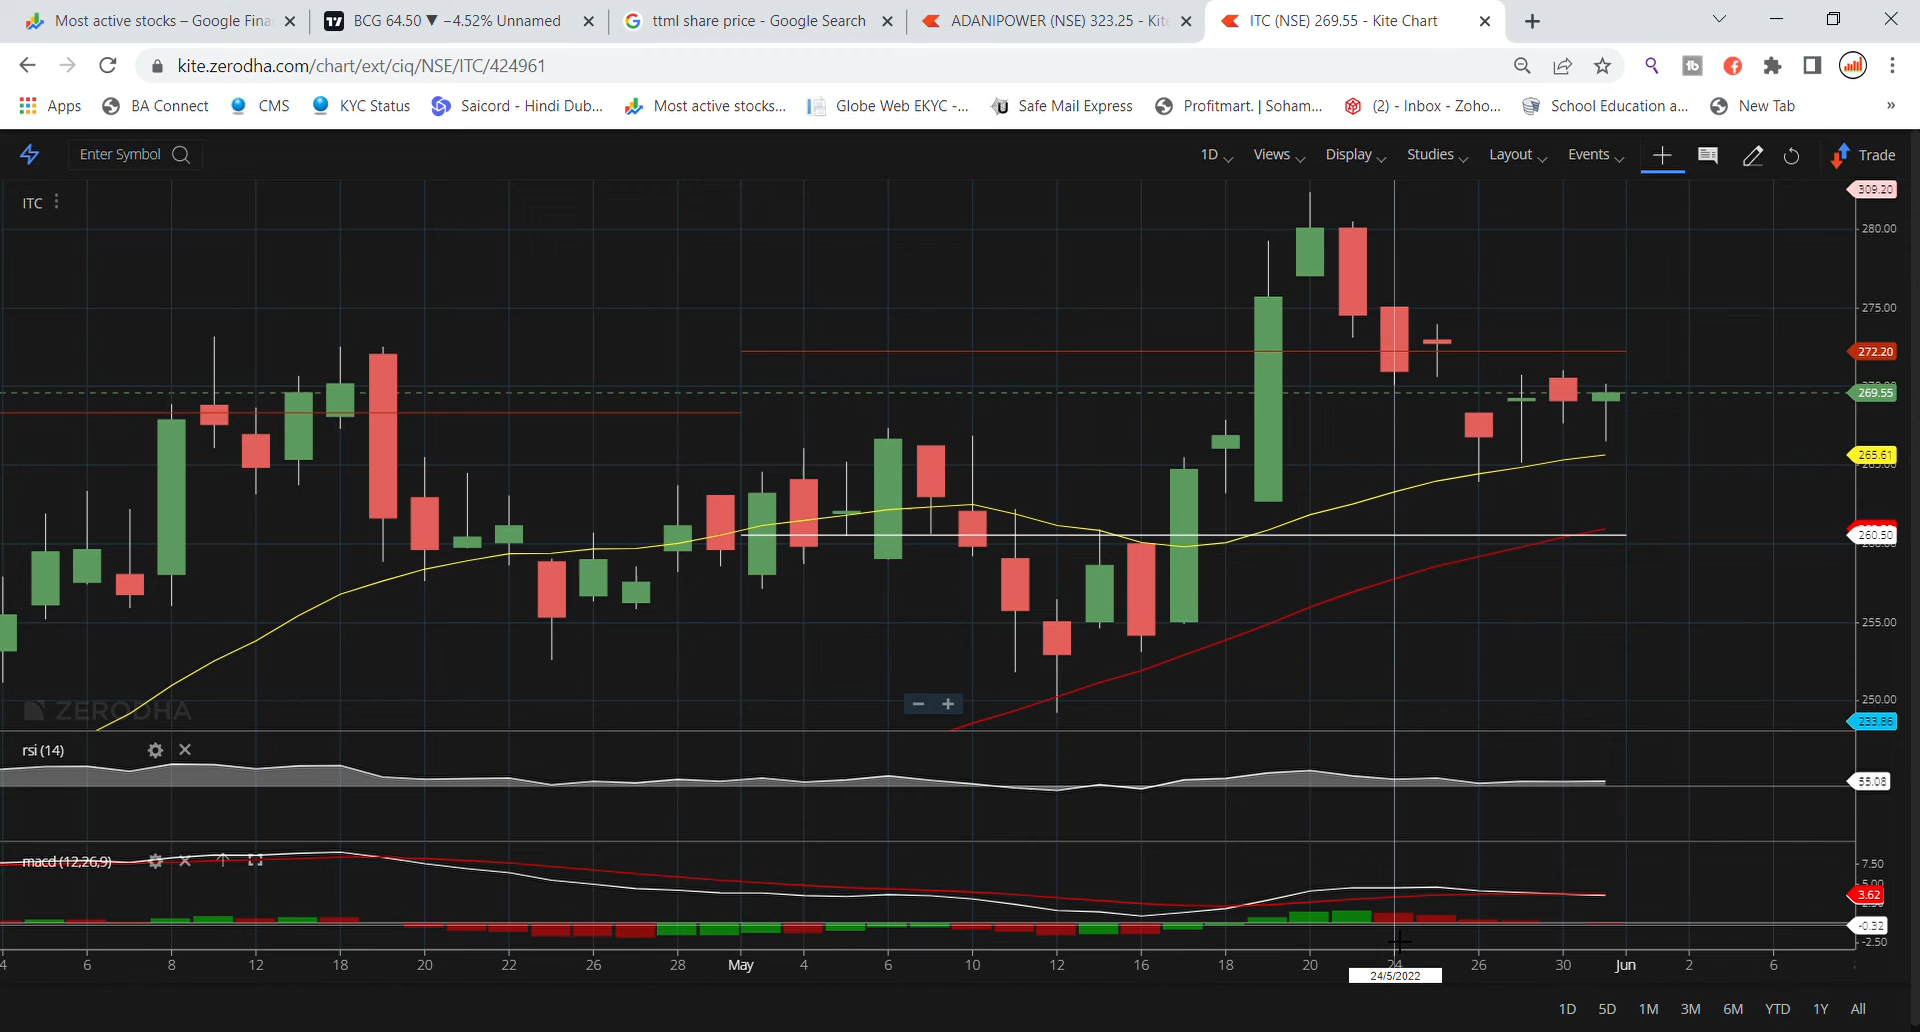 Most active stocks – Google Fina
BCG 64.50 ▼ −4.52% Unnamed
ttml share price - Google Search
ADANIPOWER (NSE) 323.25 - Kite
ITC (NSE) 269.55 - Kite Chart
kite.zerodha.com/chart/ext/ciq/NSE/ITC/424961
Apps
BA Connect
CMS
KYC Status
Saicord - Hindi Dub...
Most active stocks...
Globe Web EKYC -...
Safe Mail Express
Profitmart. | Soham...
(2) - Inbox - Zoho...
School Education a...
New Tab
»
Enter Symbol
1D
Views
Display
Studies
Layout
Events
Trade
ITC
309.20
280.00
275.00
272.20
269.55
265.61
260.50
255.00
250.00
233.86
ZERODHA
rsi (14)
55.08
macd (12,26,9)
7.50
5.00
3.62
-0.32
-2.50
4 6 8 12 18 20 22 26 28 May 4 6 10 12 16 18 20 24 26 30 Jun 2 6
24/5/2022
1D 5D 1M 3M 6M YTD 1Y All